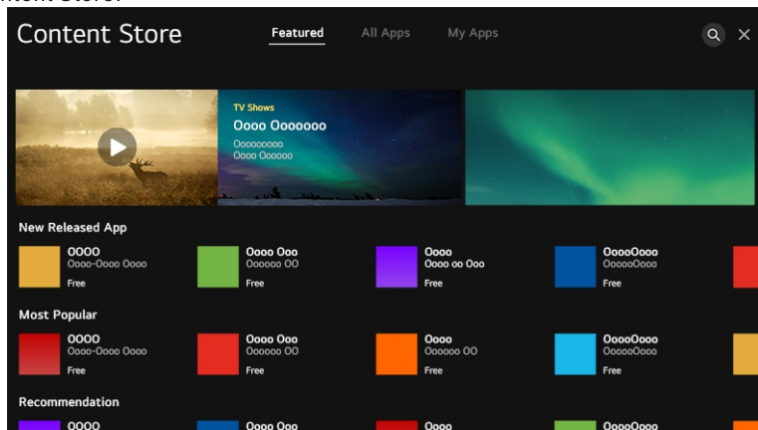 Content Store
Featured
All Apps
My Apps
TV Shows
Oooo Ooooooo
Ooooooooo
Oooo Oooooo
New Released App
OOOO
Oooo-Oooo Oooo
Free
Oooo Ooo
Oooooo OO
Free
Oooo
Oooo oo Ooo
Free
OoooOooo
OooooOooo
Free
Most Popular
OOOO
Oooo-Oooo Oooo
Free
Oooo Ooo
Oooooo OO
Free
Oooo
Oooooo OO
Free
OoooOooo
OooooOooo
Free
Recommendation
OOOO
Oooo Ooo
Oooo
OoooOooo